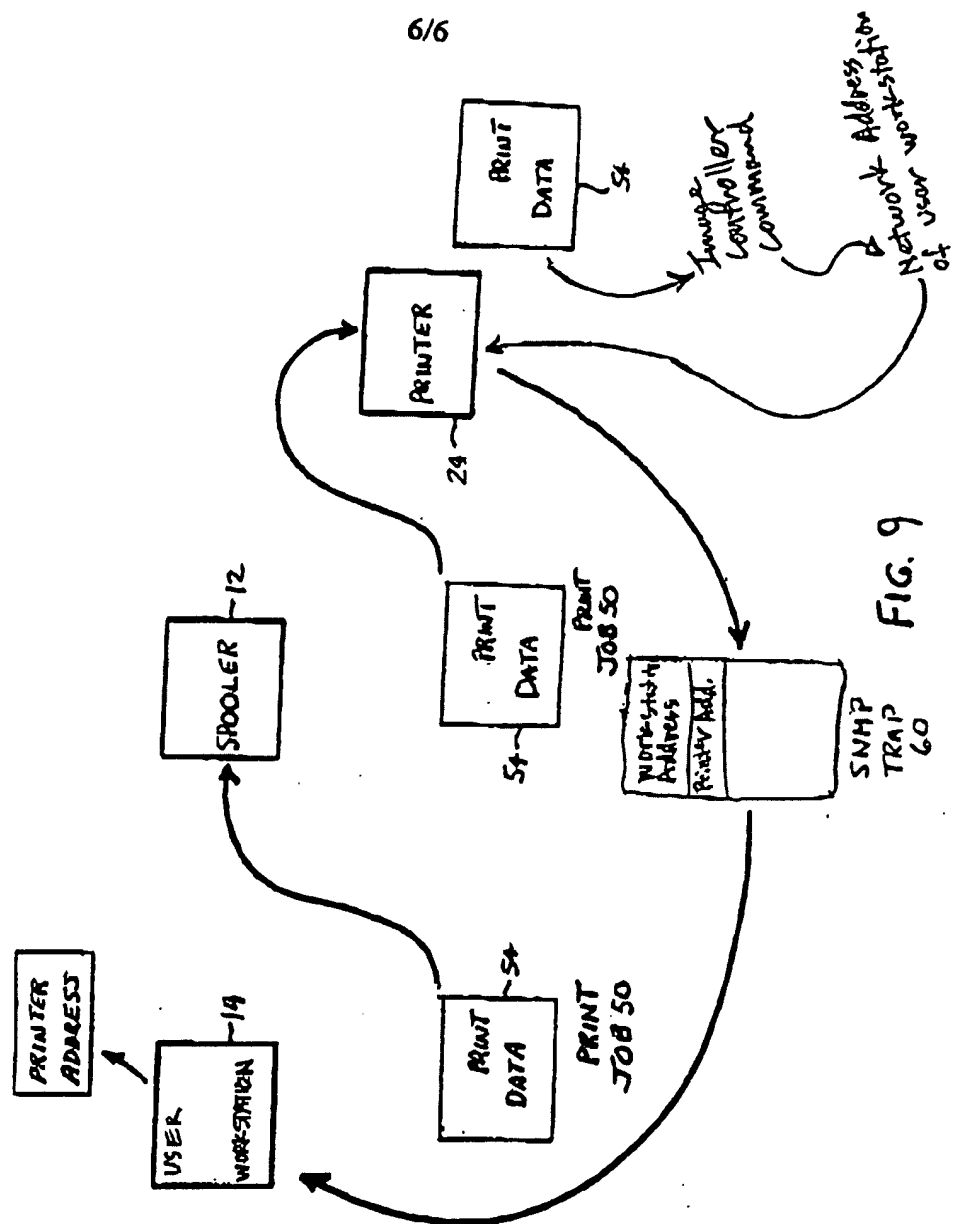 6/6
PRINTER
ADDRESS
USER
WORKSTATION
14
SPOOLER
12
PRINT
DATA
54
PRINT
JOB 50
PRINT
DATA
54
PRINT
JOB 50
PRINTER
24
PRINT
DATA
54
Image
controller
command
Network Address
of user workstation
Workstation
Address
Printer Add.
SNMP
TRAP
60
FIG. 9